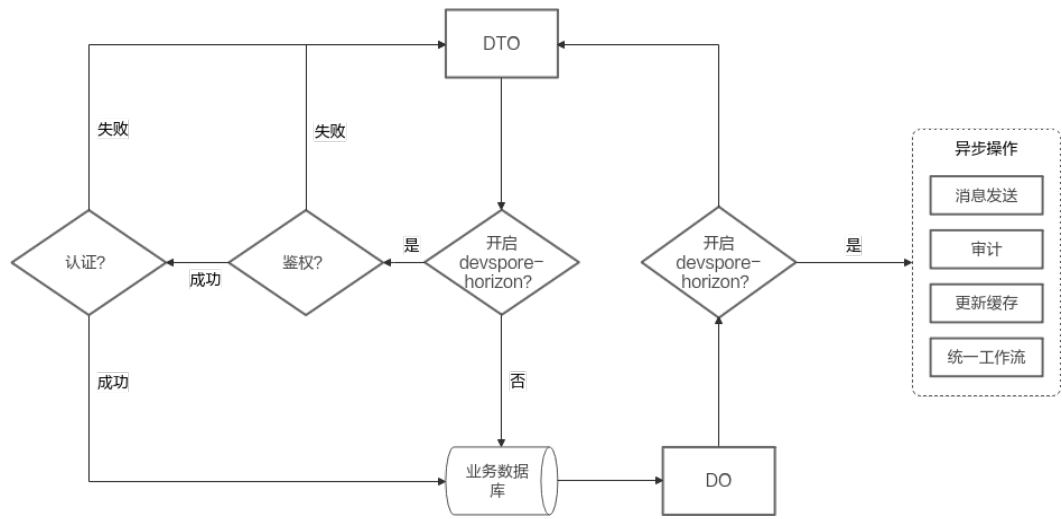 DTO
失败
失败
异步操作
消息发送
审计
更新缓存
统一工作流
认证?
成功
鉴权?
是
开启
devspore-
horizon?
开启
devspore-
horizon?
是
成功
否
业务数据
库
DO